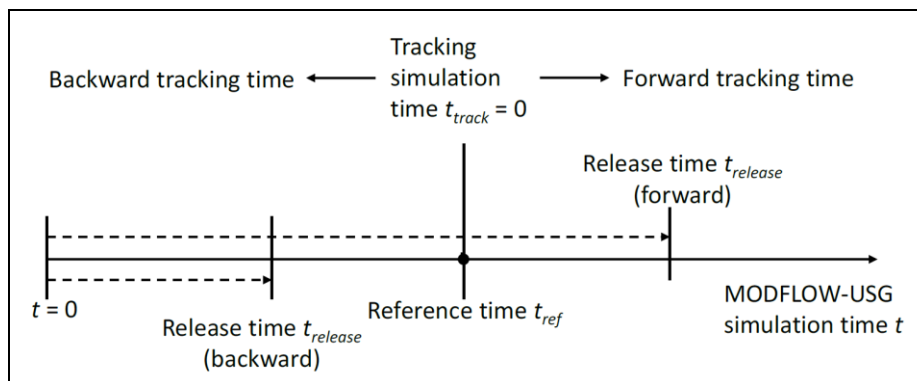 Tracking
simulation
time t_track = 0
Backward tracking time
Forward tracking time
Release time t_release
(forward)
t = 0
Release time t_release
(backward)
Reference time t_ref
MODFLOW-USG
simulation time t